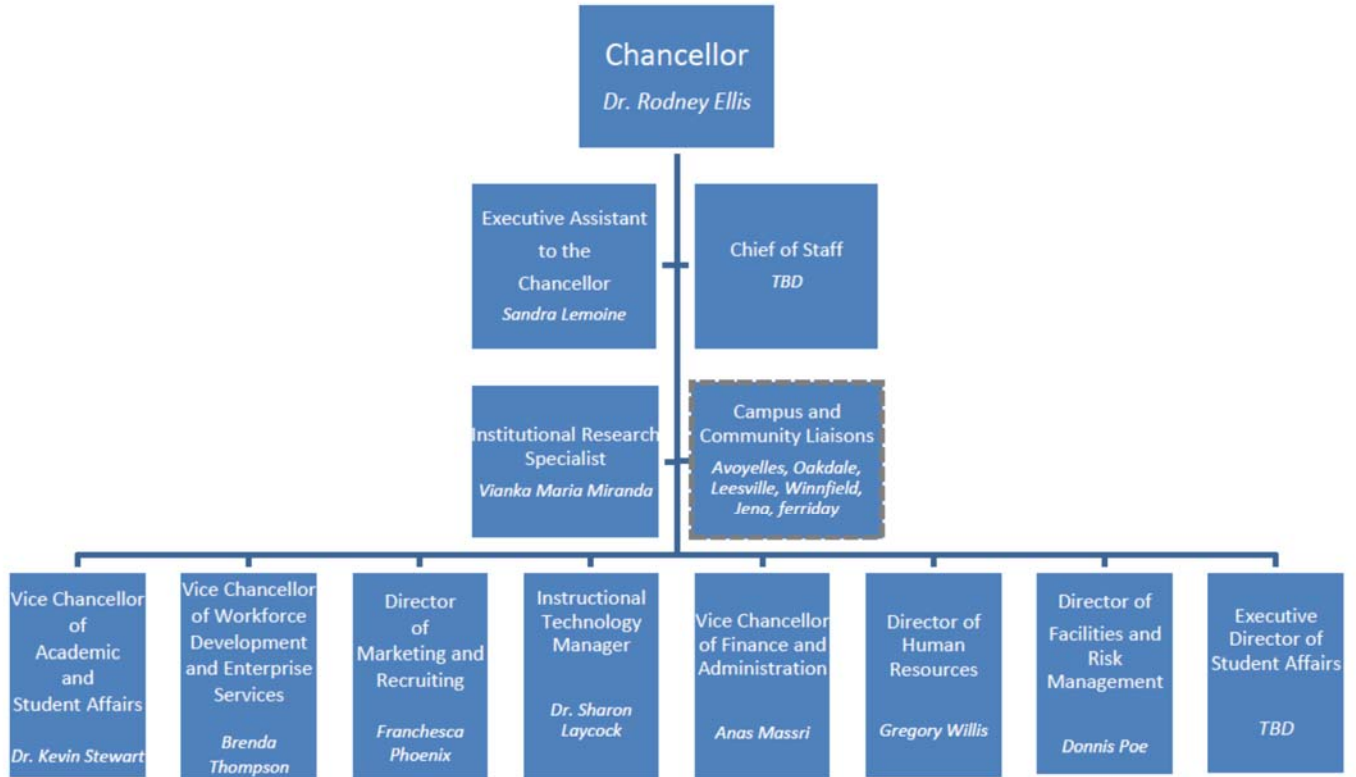 Chancellor
Dr. Rodney Ellis
Executive Assistant
to the
Chancellor
Sandra Lemoine
Chief of Staff
TBD
Institutional Research
Specialist
Vianka Maria Miranda
Campus and
Community Liaisons
Avoyelles, Oakdale,
Leesville, Winnfield,
Jena, ferriday
Vice Chancellor
of
Academic
and
Student Affairs
Dr. Kevin Stewart
Vice Chancellor
of Workforce
Development
and Enterprise
Services
Brenda
Thompson
Director
of
Marketing and
Recruiting
Franchesca
Phoenix
Instructional
Technology
Manager
Dr. Sharon
Laycock
Vice Chancellor
of Finance and
Administration
Anas Massri
Director of
Human
Resources
Gregory Willis
Director of
Facilities and
Risk
Management
Donnis Poe
Executive
Director of
Student Affairs
TBD